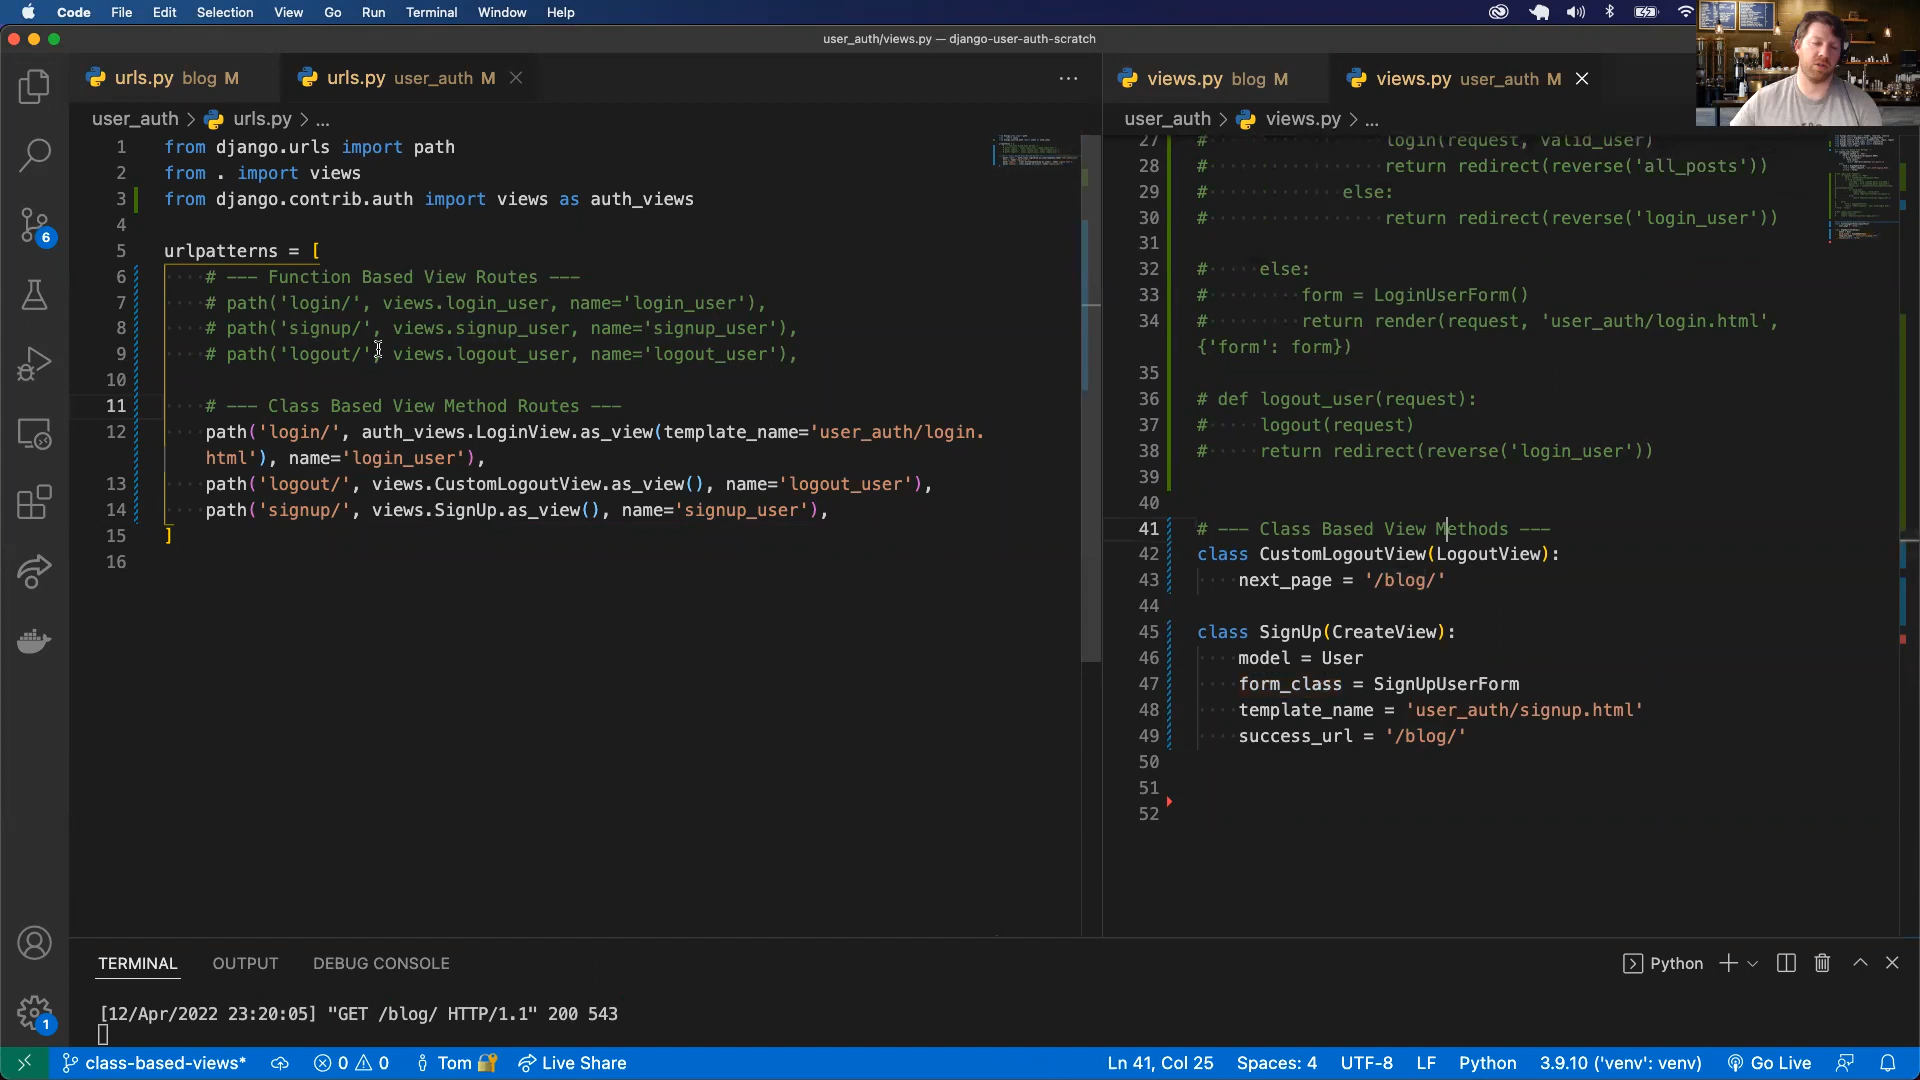 Code File Edit Selection View Go Run Terminal Window Help
user_auth/views.py — django-user-auth-scratch
urls.py blog M
urls.py user_auth M
user_auth > urls.py > ...
1 from django.urls import path
2 from . import views
3 from django.contrib.auth import views as auth_views
4
5 urlpatterns = [
6 # --- Function Based View Routes ---
7 # path('login/', views.login_user, name='login_user'),
8 # path('signup/', views.signup_user, name='signup_user'),
9 # path('logout/', views.logout_user, name='logout_user'),
10
11 # --- Class Based View Method Routes ---
12 path('login/', auth_views.LoginView.as_view(template_name='user_auth/login.
html'), name='login_user'),
13 path('logout/', views.CustomLogoutView.as_view(), name='logout_user'),
14 path('signup/', views.SignUp.as_view(), name='signup_user'),
15 ]
16
views.py blog M
views.py user_auth M
user_auth > views.py > ...
27 # login(request, valid_user)
28 # return redirect(reverse('all_posts'))
29 # else:
30 # return redirect(reverse('login_user'))
31
32 # else:
33 # form = LoginUserForm()
34 # return render(request, 'user_auth/login.html',
{'form': form})
35
36 # def logout_user(request):
37 # logout(request)
38 # return redirect(reverse('login_user'))
39
40
41 # --- Class Based View Methods ---
42 class CustomLogoutView(LogoutView):
43 next_page = '/blog/'
44
45 class SignUp(CreateView):
46 model = User
47 form_class = SignUpUserForm
48 template_name = 'user_auth/signup.html'
49 success_url = '/blog/'
50
51
52
6
1
TERMINAL OUTPUT DEBUG CONSOLE
Python
[12/Apr/2022 23:20:05] "GET /blog/ HTTP/1.1" 200 543
class-based-views* 0 0 Tom Live Share
Ln 41, Col 25 Spaces: 4 UTF-8 LF Python 3.9.10 ('venv': venv) Go Live